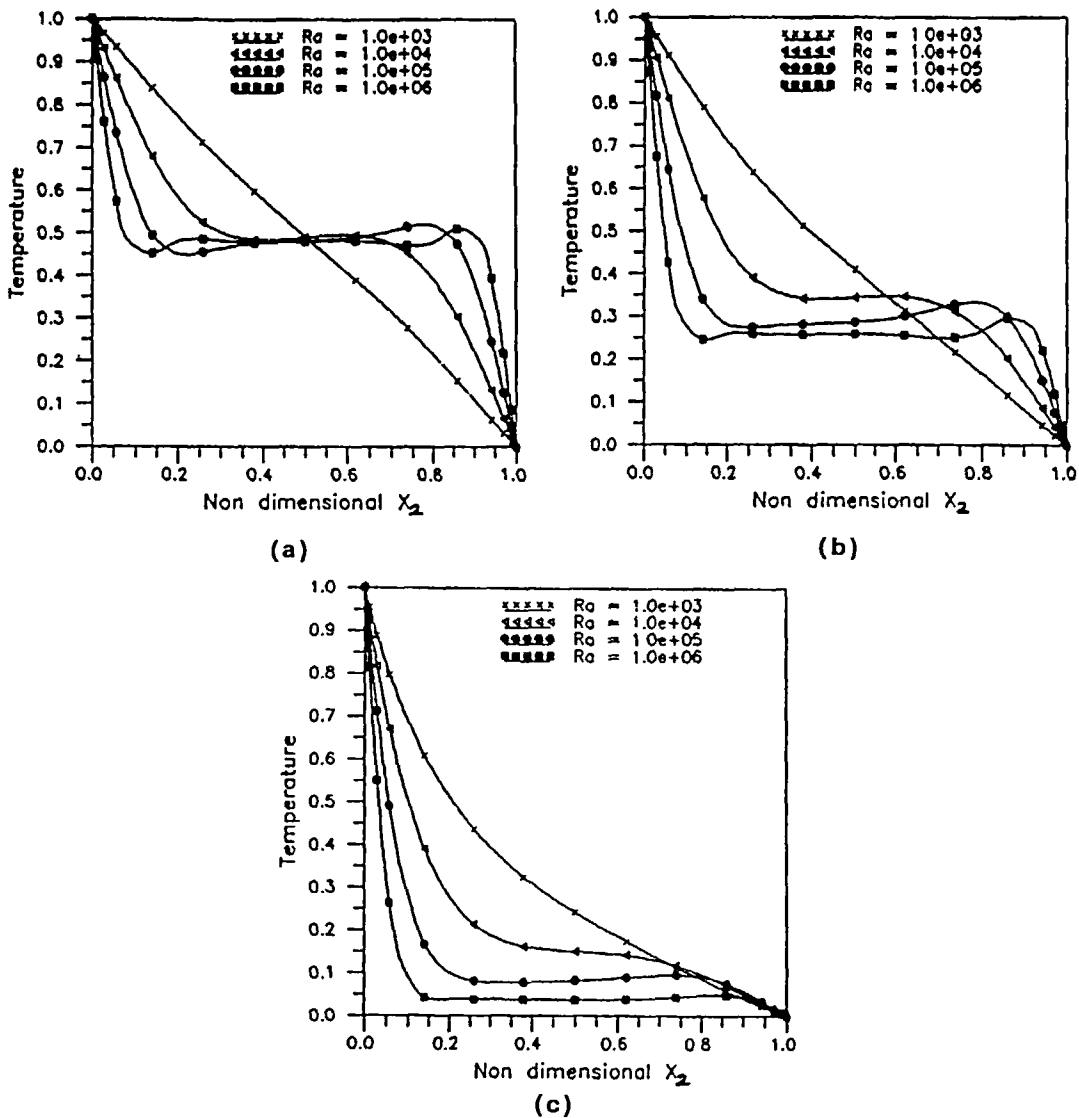 1.0
0.9
0.8
0.7
0.6
0.5
0.4
0.3
0.2
0.1
0.0
Temperature
xxxxx Ra = 1.0e+03
Ra = 1.0e+04
Ra = 1.0e+05
Ra = 1.0e+06
0.0 0.2 0.4 0.6 0.8 1.0
Non dimensional X₂
(a)
1.0
0.9
0.8
0.7
0.6
0.5
0.4
0.3
0.2
0.1
0.0
Temperature
xxxxx Ra = 1 0e+03
Ra = 1.0e+04
Ra = 1 0e+05
Ra = 1.0e+06
0.0 0.2 0.4 0.6 0.8 1.0
Non dimensional X₂
(b)
1.0
0.9
0.8
0.7
0.6
0.5
0.4
0.3
0.2
0.1
0.0
Temperature
xxxxx Ra = 1.0e+03
Ra = 1.0e+04
Ra = 1 0e+05
Ra = 1.0e+06
0.0 0.2 0.4 0.6 0.8 1.0
Non dimensional X₂
(c)